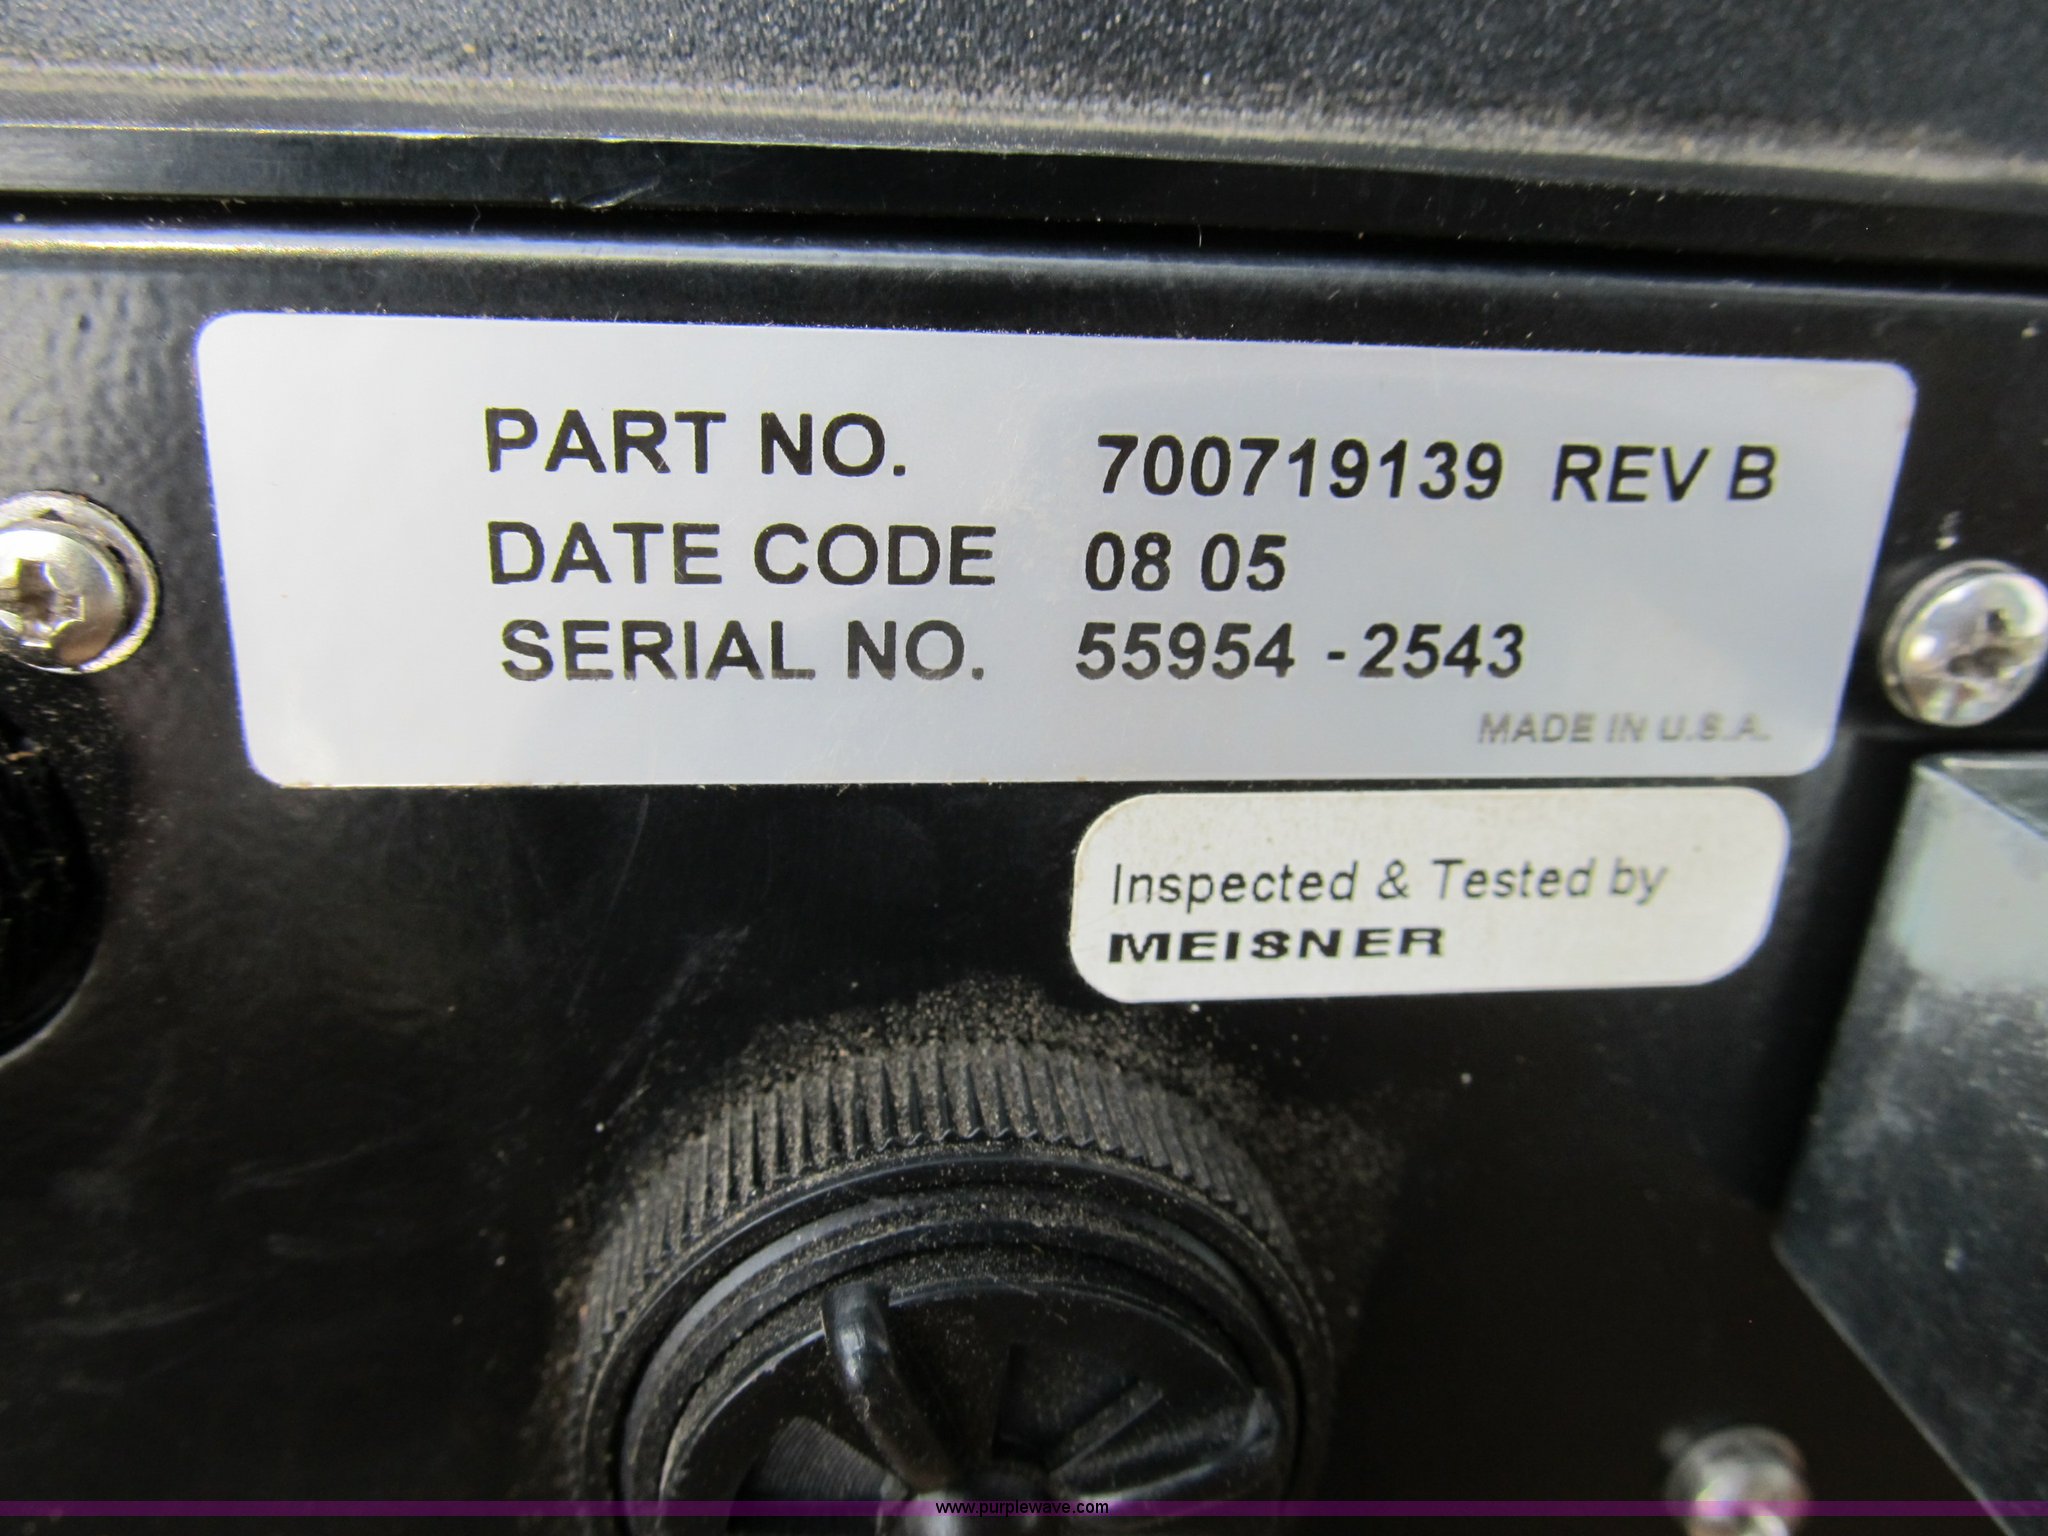 PART NO. 700719139 REV B
DATE CODE 08 05
SERIAL NO. 55954 -2543
MADE IN U.S.A.
Inspected & Tested by
MEISNER
www.purplewave.com